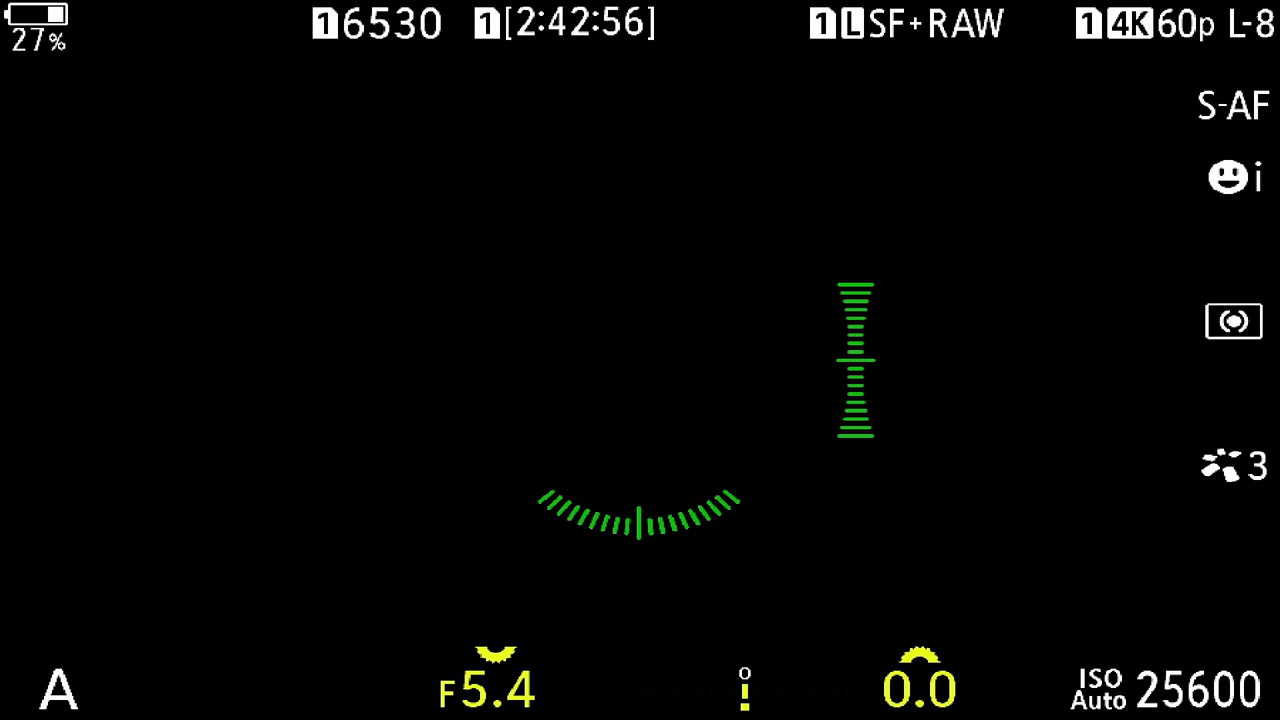 1 6530 1 [2:42:56] 1 L SF+RAW 1 4K 60p L-8
27%
S-AF
i
3
A F5.4 0 0.0 ISO Auto 25600